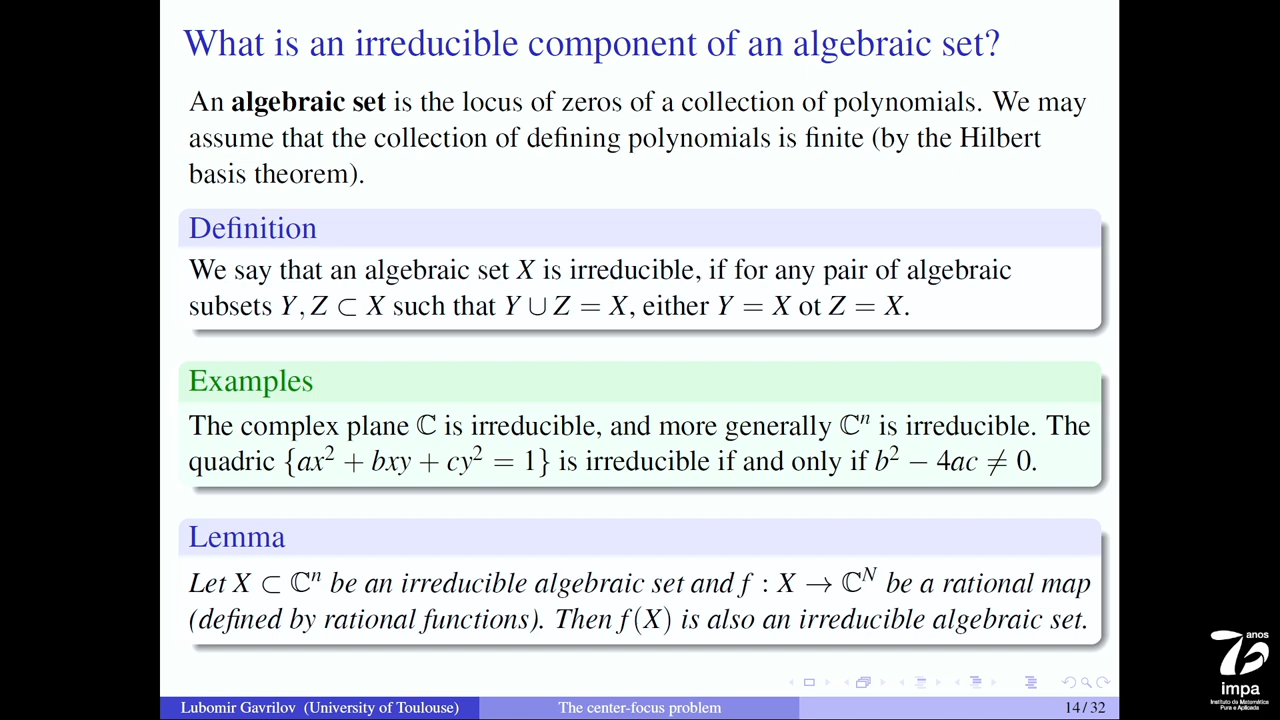 What is an irreducible component of an algebraic set?
An algebraic set is the locus of zeros of a collection of polynomials. We may
assume that the collection of defining polynomials is finite (by the Hilbert
basis theorem).
Definition
We say that an algebraic set X is irreducible, if for any pair of algebraic
subsets Y, Z ⊂ X such that Y ∪ Z = X, either Y = X ot Z = X.
Examples
The complex plane ℂ is irreducible, and more generally ℂⁿ is irreducible. The
quadric {ax² + bxy + cy² = 1} is irreducible if and only if b² − 4ac ≠ 0.
Lemma
Let X ⊂ ℂⁿ be an irreducible algebraic set and f : X → ℂᴺ be a rational map
(defined by rational functions). Then f(X) is also an irreducible algebraic set.
Lubomir Gavrilov (University of Toulouse) The center-focus problem 14/32
70 anos
impa
Instituto de Matemática
Pura e Aplicada